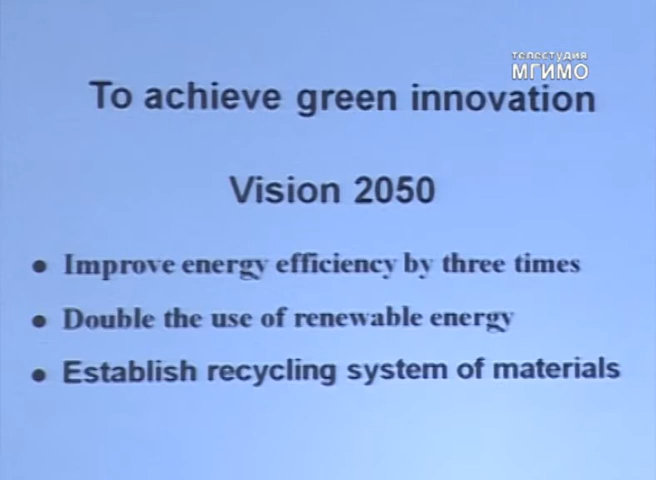 телестудия
МГИМО
To achieve green innovation
Vision 2050
• Improve energy efficiency by three times
• Double the use of renewable energy
• Establish recycling system of materials